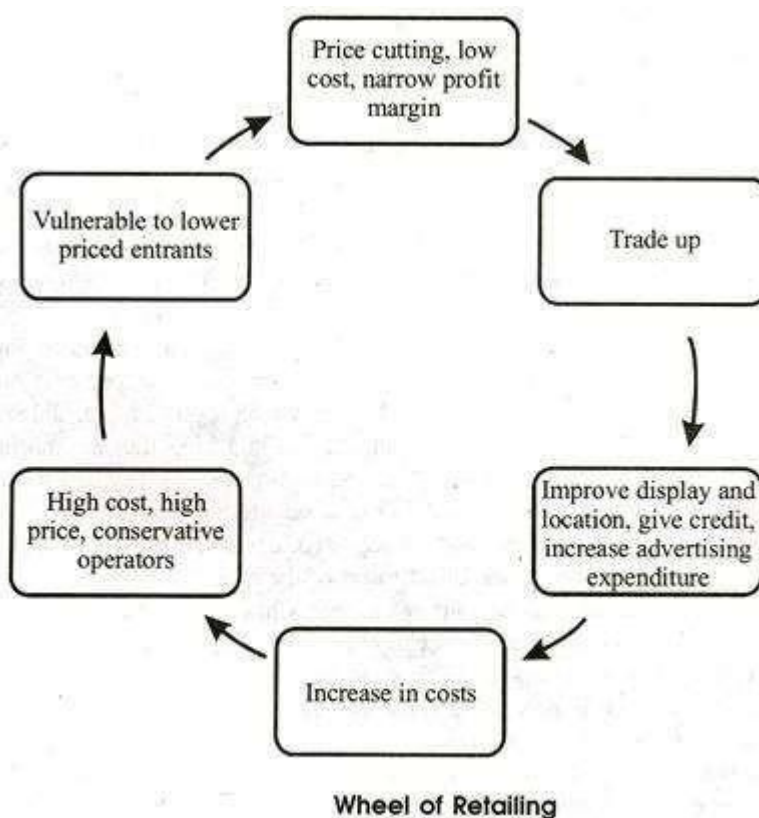 Price cutting, low
cost, narrow profit
margin
Trade up
Improve display and
location, give credit,
increase advertising
expenditure
Increase in costs
High cost, high
price, conservative
operators
Vulnerable to lower
priced entrants
Wheel of Retailing